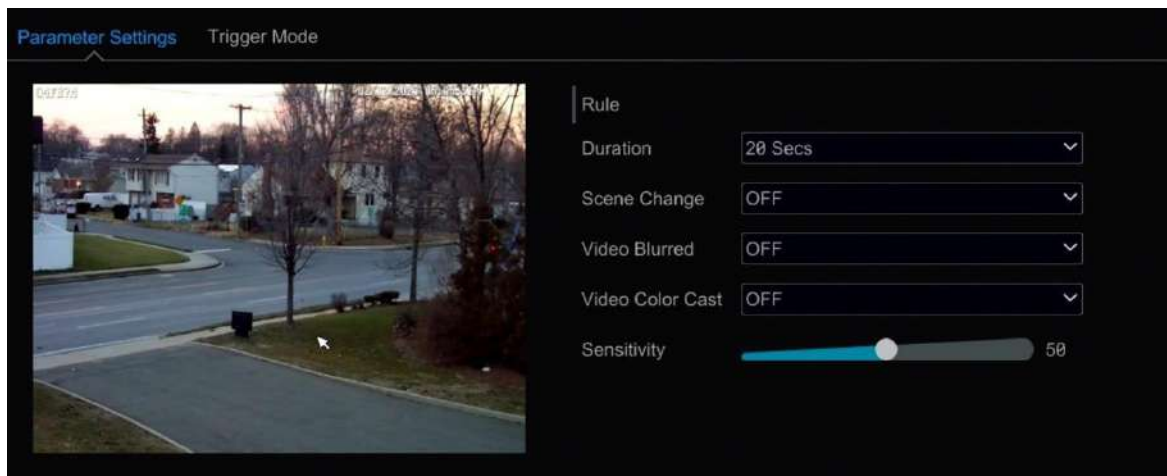 Parameter Settings Trigger Mode
Rule
Duration 20 Secs
Scene Change OFF
Video Blurred OFF
Video Color Cast OFF
Sensitivity 50